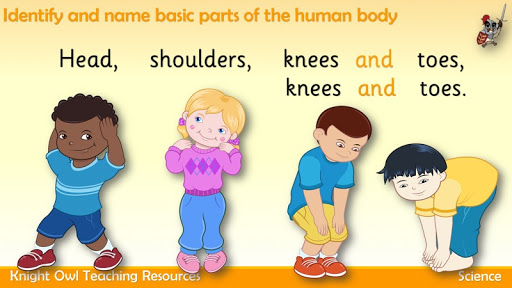 Identify and name basic parts of the human body
Head, shoulders, knees and toes,
knees and toes.
Knight Owl Teaching Resources
Science